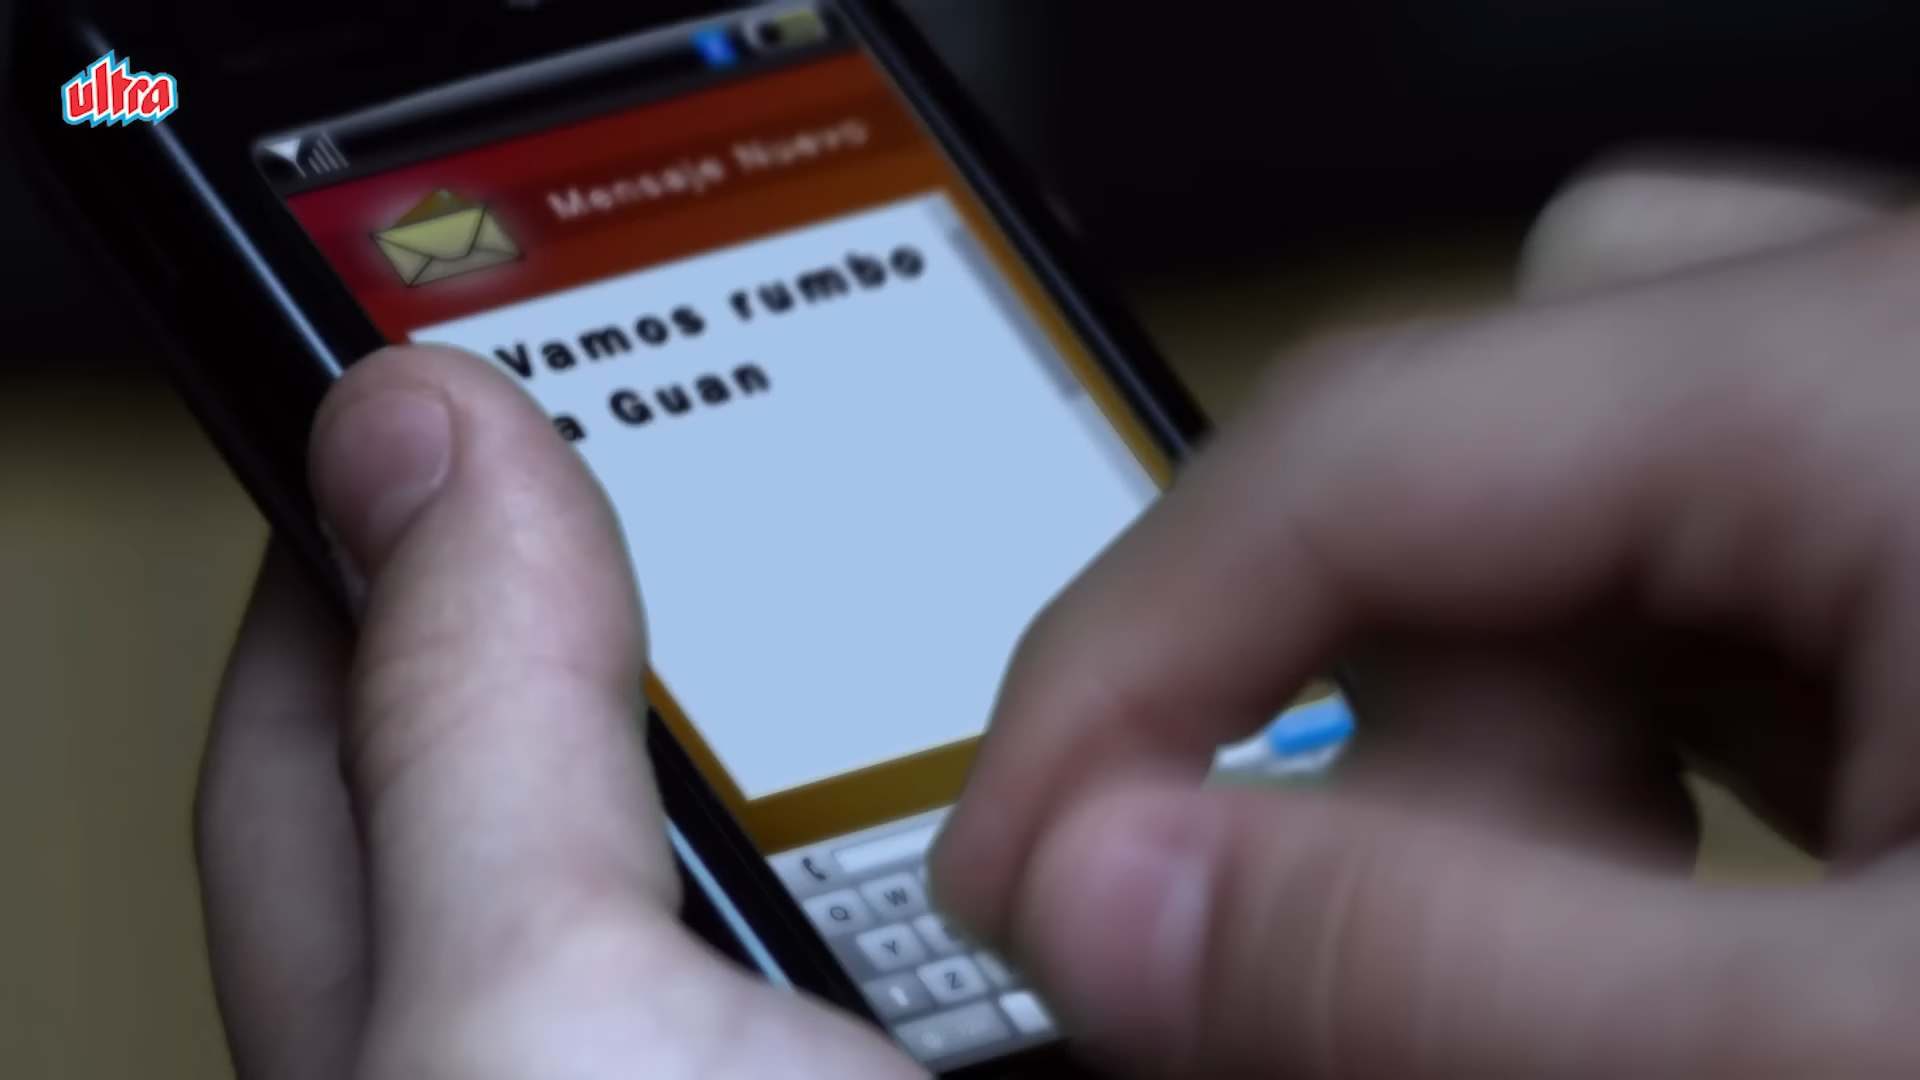 ultra
Mensaje Nuevo
Vamos rumbo
a Guan
Q W
Y
Z